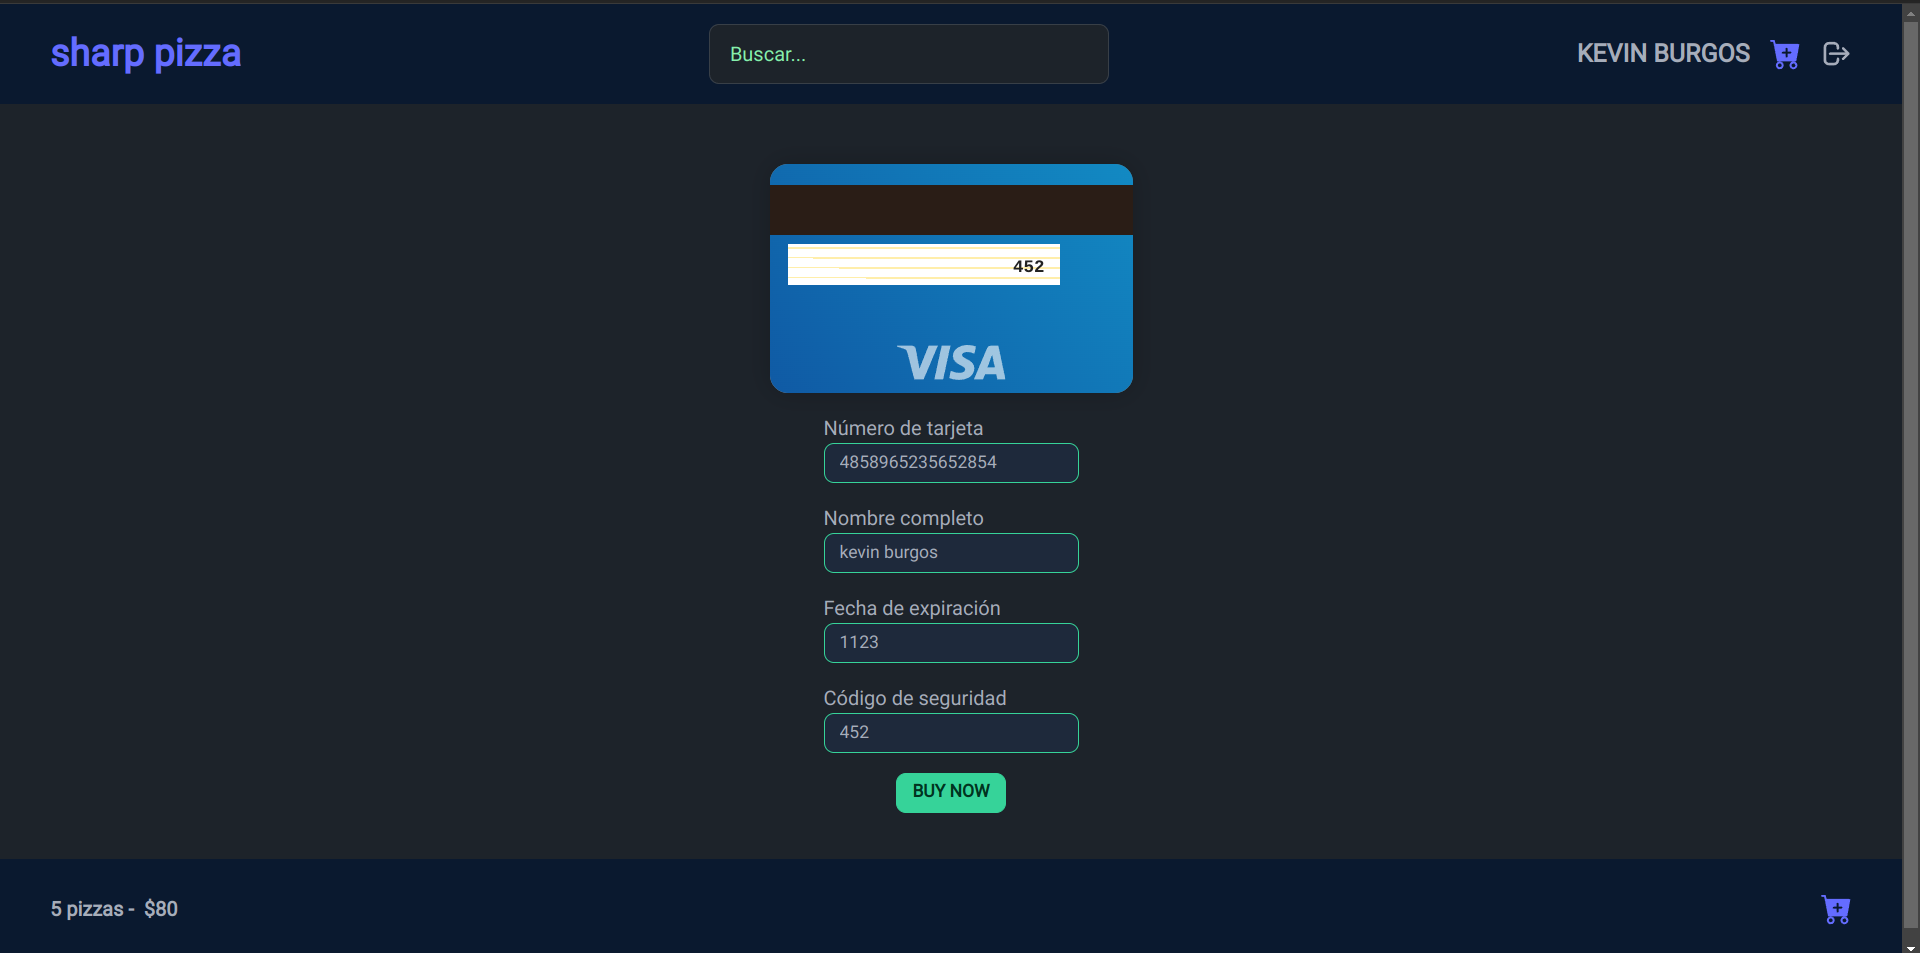 sharp pizza
Buscar...
KEVIN BURGOS
452
VISA
Número de tarjeta
4858965235652854
Nombre completo
kevin burgos
Fecha de expiración
1123
Código de seguridad
452
BUY NOW
5 pizzas - $80